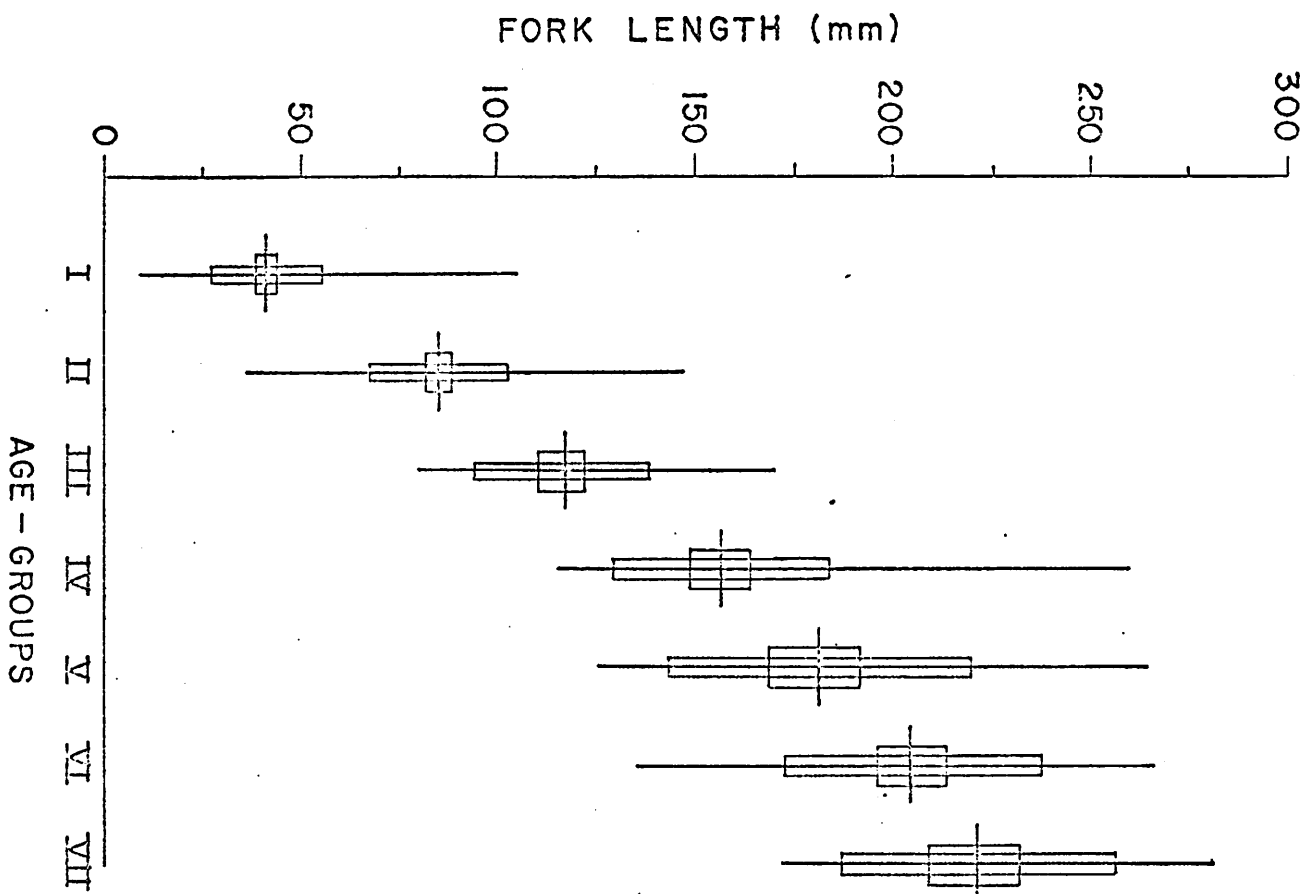 FORK LENGTH (mm)
0
50
100
150
200
250
300
I
II
III
IV
V
VI
VII
AGE-GROUPS